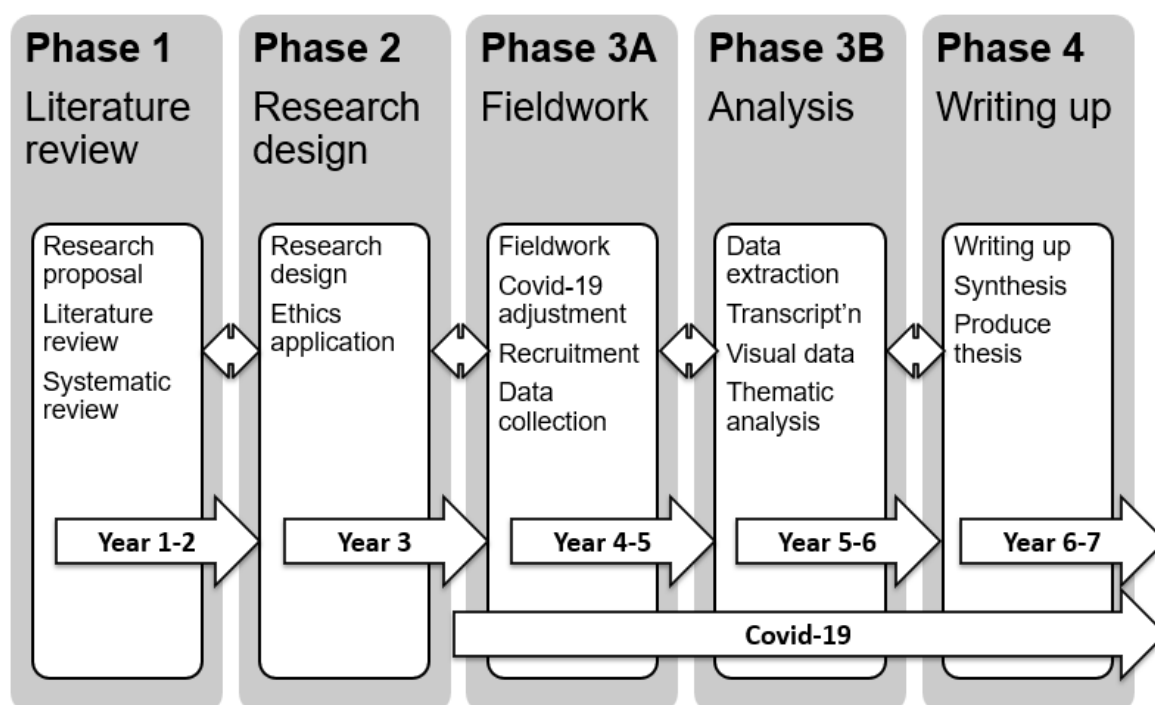 Phase 1
Literature
review
Research
proposal
Literature
review
Systematic
review
Year 1-2
Phase 2
Research
design
Research
design
Ethics
application
Year 3
Phase 3A
Fieldwork
Fieldwork
Covid-19
adjustment
Recruitment
Data
collection
Year 4-5
Phase 3B
Analysis
Data
extraction
Transcript'n
Visual data
Thematic
analysis
Year 5-6
Phase 4
Writing up
Writing up
Synthesis
Produce
thesis
Year 6-7
Covid-19